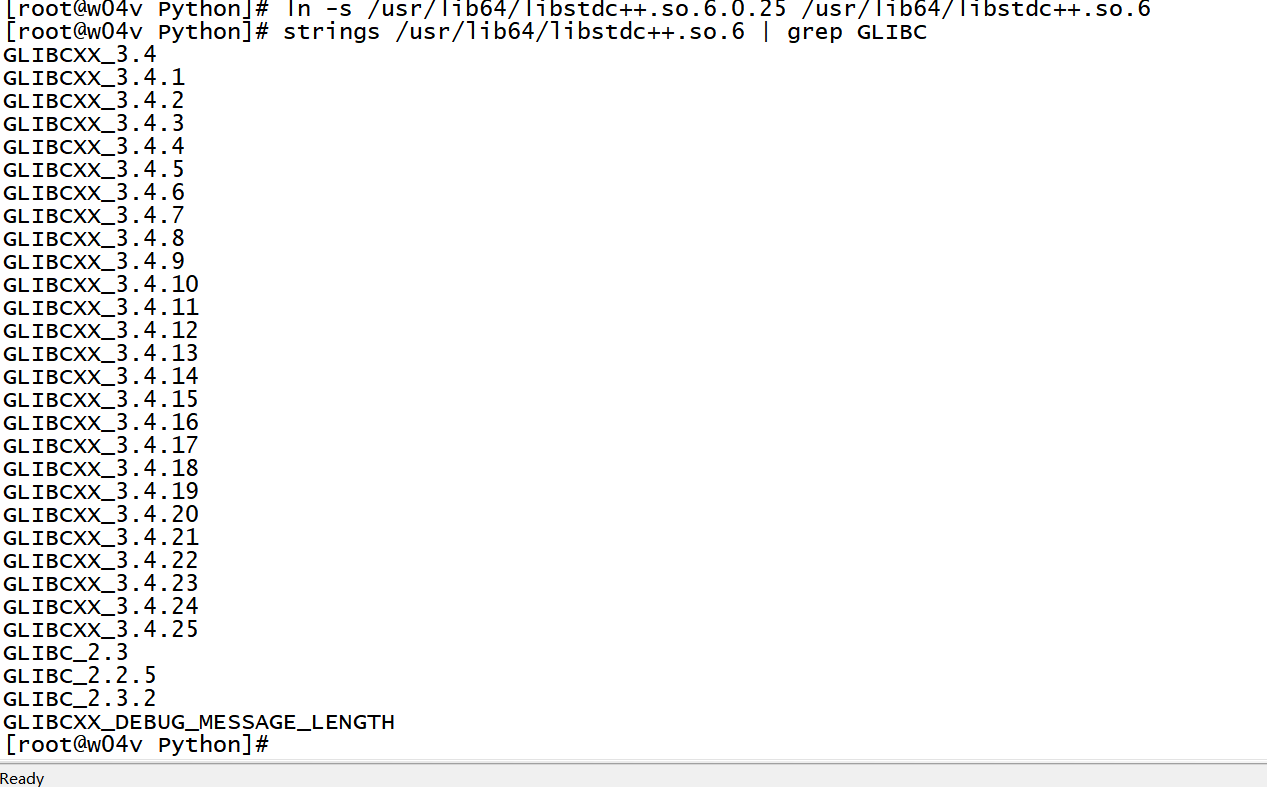 [root@w04v Python]# ln -s /usr/lib64/libstdc++.so.6.0.25 /usr/lib64/libstdc++.so.6
[root@w04v Python]# strings /usr/lib64/libstdc++.so.6 | grep GLIBC
GLIBCXX_3.4
GLIBCXX_3.4.1
GLIBCXX_3.4.2
GLIBCXX_3.4.3
GLIBCXX_3.4.4
GLIBCXX_3.4.5
GLIBCXX_3.4.6
GLIBCXX_3.4.7
GLIBCXX_3.4.8
GLIBCXX_3.4.9
GLIBCXX_3.4.10
GLIBCXX_3.4.11
GLIBCXX_3.4.12
GLIBCXX_3.4.13
GLIBCXX_3.4.14
GLIBCXX_3.4.15
GLIBCXX_3.4.16
GLIBCXX_3.4.17
GLIBCXX_3.4.18
GLIBCXX_3.4.19
GLIBCXX_3.4.20
GLIBCXX_3.4.21
GLIBCXX_3.4.22
GLIBCXX_3.4.23
GLIBCXX_3.4.24
GLIBCXX_3.4.25
GLIBC_2.3
GLIBC_2.2.5
GLIBC_2.3.2
GLIBCXX_DEBUG_MESSAGE_LENGTH
[root@w04v Python]#
Ready